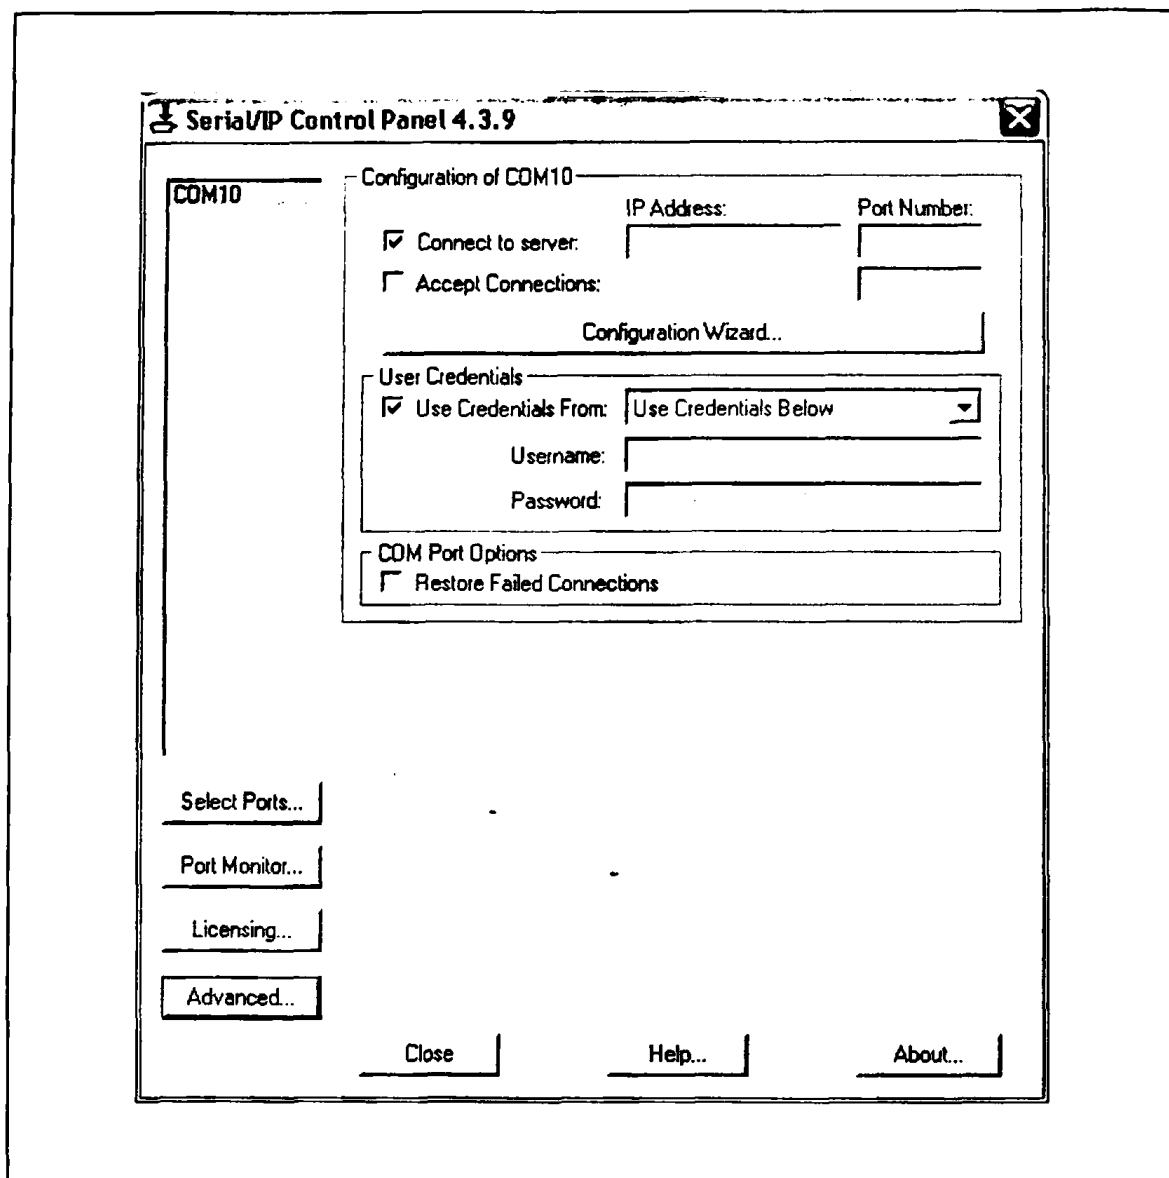 Serial/IP Control Panel 4.3.9
COM10
Configuration of COM10
IP Address: Port Number:
Connect to server:
Accept Connections:
Configuration Wizard...
User Credentials
Use Credentials From: Use Credentials Below
Username:
Password:
COM Port Options
Restore Failed Connections
Select Ports...
Port Monitor...
Licensing...
Advanced...
Close Help... About...